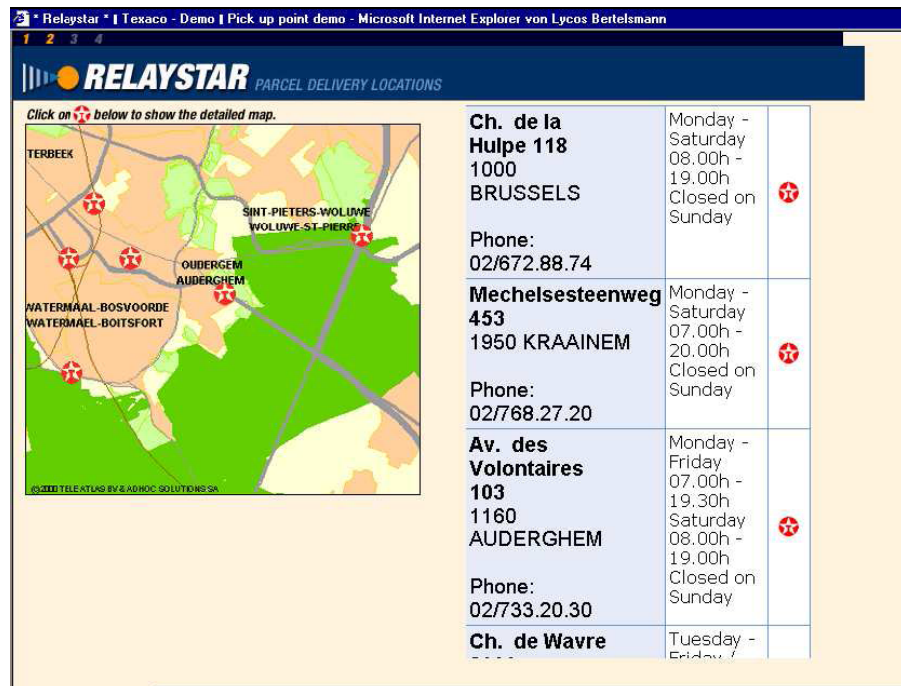 * Relaystar * | Texaco - Demo | Pick up point demo - Microsoft Internet Explorer von Lycos Bertelsmann
1 2 3 4
RELAYSTAR PARCEL DELIVERY LOCATIONS
Click on below to show the detailed map.
TERBEEK
SINT-PIETERS-WOLUWE
WOLUWE-ST-PIERRE
OUDERGEM
AUDERGHEM
WATERMAAL-BOSVOORDE
WATERMAEL-BOITSFORT
(c)2000 TELE ATLAS BV & ADHOC SOLUTIONS SA
Ch. de la
Hulpe 118
1000
BRUSSELS
Phone:
02/672.88.74
Monday -
Saturday
08.00h -
19.00h
Closed on
Sunday
Mechelsesteenweg
453
1950 KRAAINEM
Phone:
02/768.27.20
Monday -
Saturday
07.00h -
20.00h
Closed on
Sunday
Av. des
Volontaires
103
1160
AUDERGHEM
Phone:
02/733.20.30
Monday -
Friday
07.00h -
19.30h
Saturday
08.00h -
19.00h
Closed on
Sunday
Ch. de Wavre
Tuesday -
Friday /